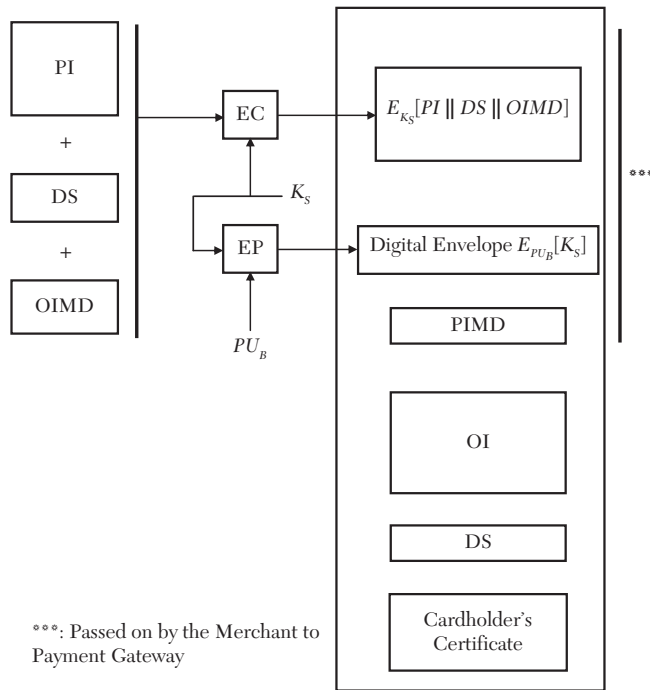 PI
+
DS
+
OIMD
EC
K_S
EP
PU_B
E_{K_S}[PI || DS || OIMD]
Digital Envelope E_{PU_B}[K_S]
PIMD
OI
DS
Cardholder's
Certificate
***
***: Passed on by the Merchant to
Payment Gateway